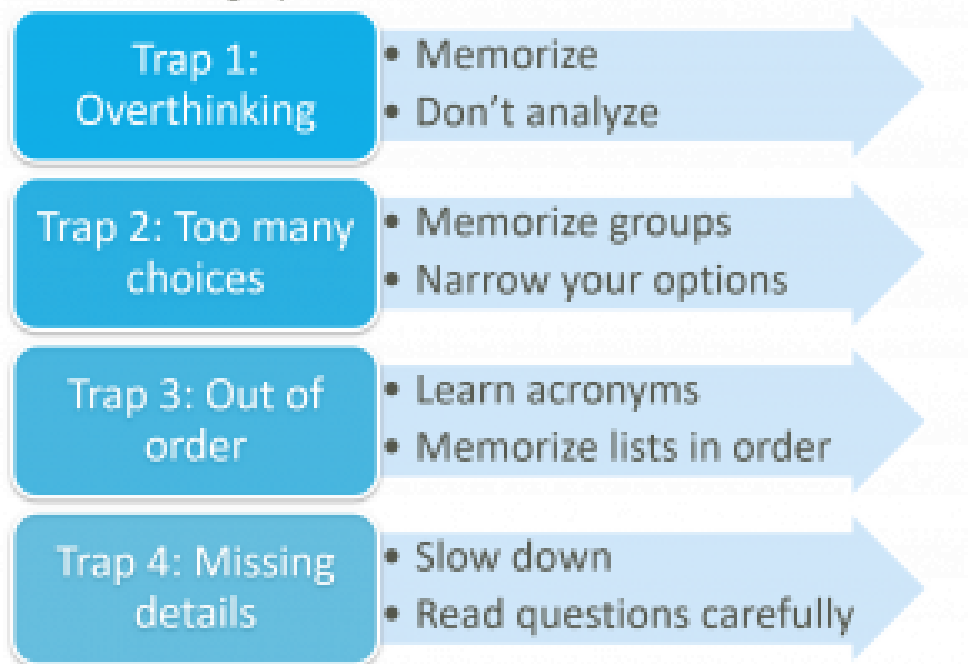 Trap 1:
Overthinking
• Memorize
• Don't analyze
Trap 2: Too many
choices
• Memorize groups
• Narrow your options
Trap 3: Out of
order
• Learn acronyms
• Memorize lists in order
Trap 4: Missing
details
• Slow down
• Read questions carefully